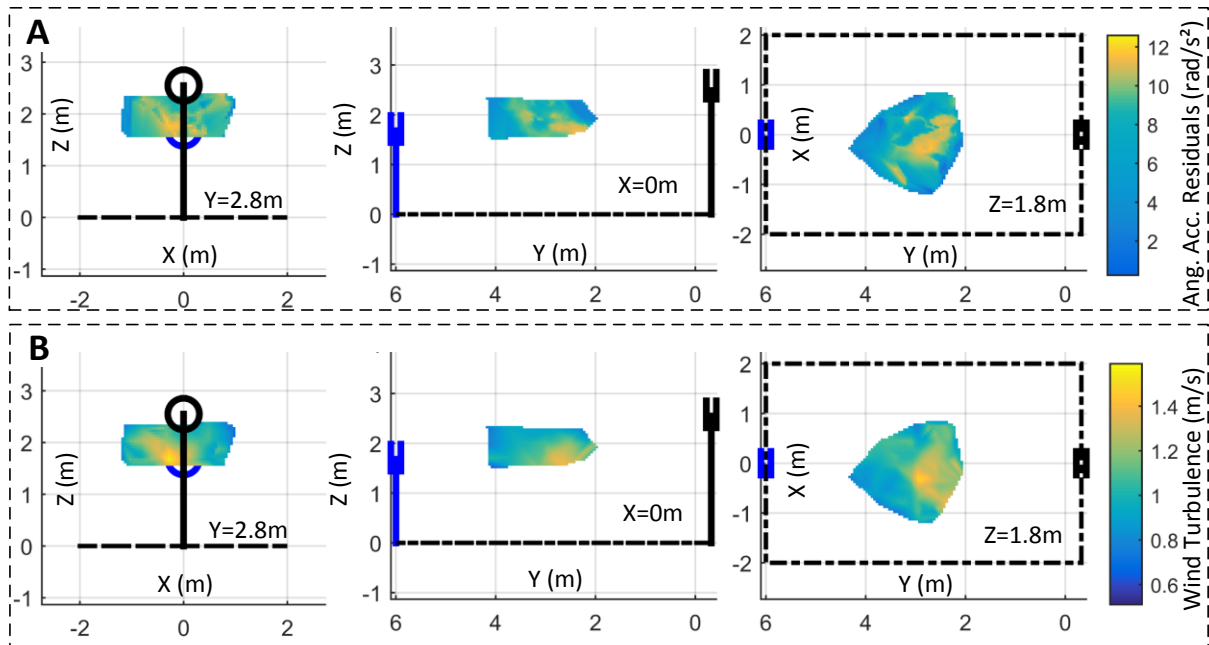 A
3
2
1
0
-1
Z (m)
Y=2.8m
X (m)
-2
0
2
3
2
1
0
-1
Z (m)
X=0m
Y (m)
6
4
2
0
2
1
0
-1
-2
X (m)
Z=1.8m
Y (m)
6
4
2
0
12
10
8
6
4
2
Ang. Acc. Residuals (rad/s²)
B
3
2
1
0
-1
Z (m)
Y=2.8m
X (m)
-2
0
2
3
2
1
0
-1
Z (m)
X=0m
Y (m)
6
4
2
0
2
1
0
-1
-2
X (m)
Z=1.8m
Y (m)
6
4
2
0
1.4
1.2
1
0.8
0.6
Wind Turbulence (m/s)